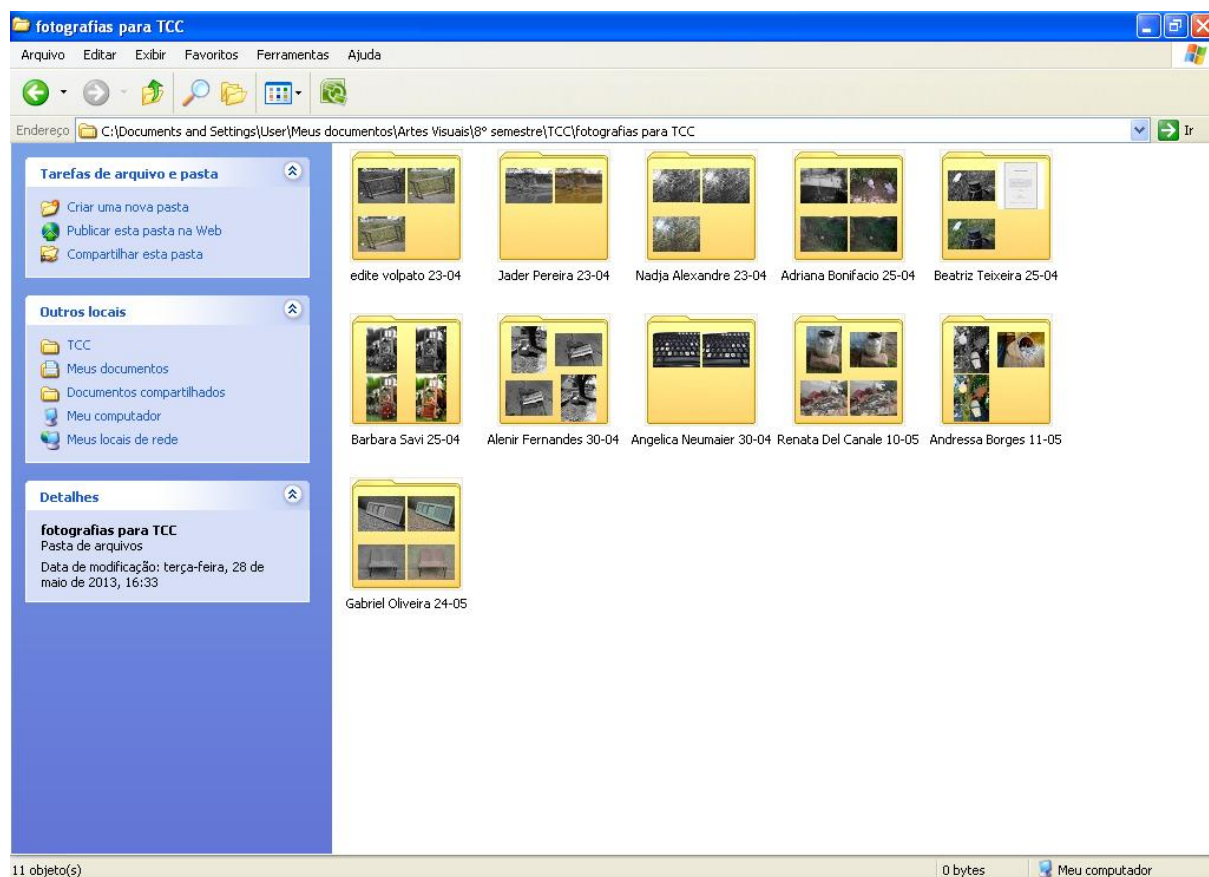 fotografias para TCC
Arquivo Editar Exibir Favoritos Ferramentas Ajuda
Endereço C:\Documents and Settings\User\Meus documentos\Artes Visuais\8º semestre\TCC\fotografias para TCC Ir
Tarefas de arquivo e pasta
Criar uma nova pasta
Publicar esta pasta na Web
Compartilhar esta pasta
Outros locais
TCC
Meus documentos
Documentos compartilhados
Meu computador
Meus locais de rede
Detalhes
fotografias para TCC
Pasta de arquivos
Data de modificação: terça-feira, 28 de
maio de 2013, 16:33
edite volpato 23-04 Jader Pereira 23-04 Nadja Alexandre 23-04 Adriana Bonifacio 25-04 Beatriz Teixeira 25-04
Barbara Savi 25-04 Alenir Fernandes 30-04 Angelica Neumaier 30-04 Renata Del Canale 10-05 Andressa Borges 11-05
Gabriel Oliveira 24-05
11 objeto(s) 0 bytes Meu computador